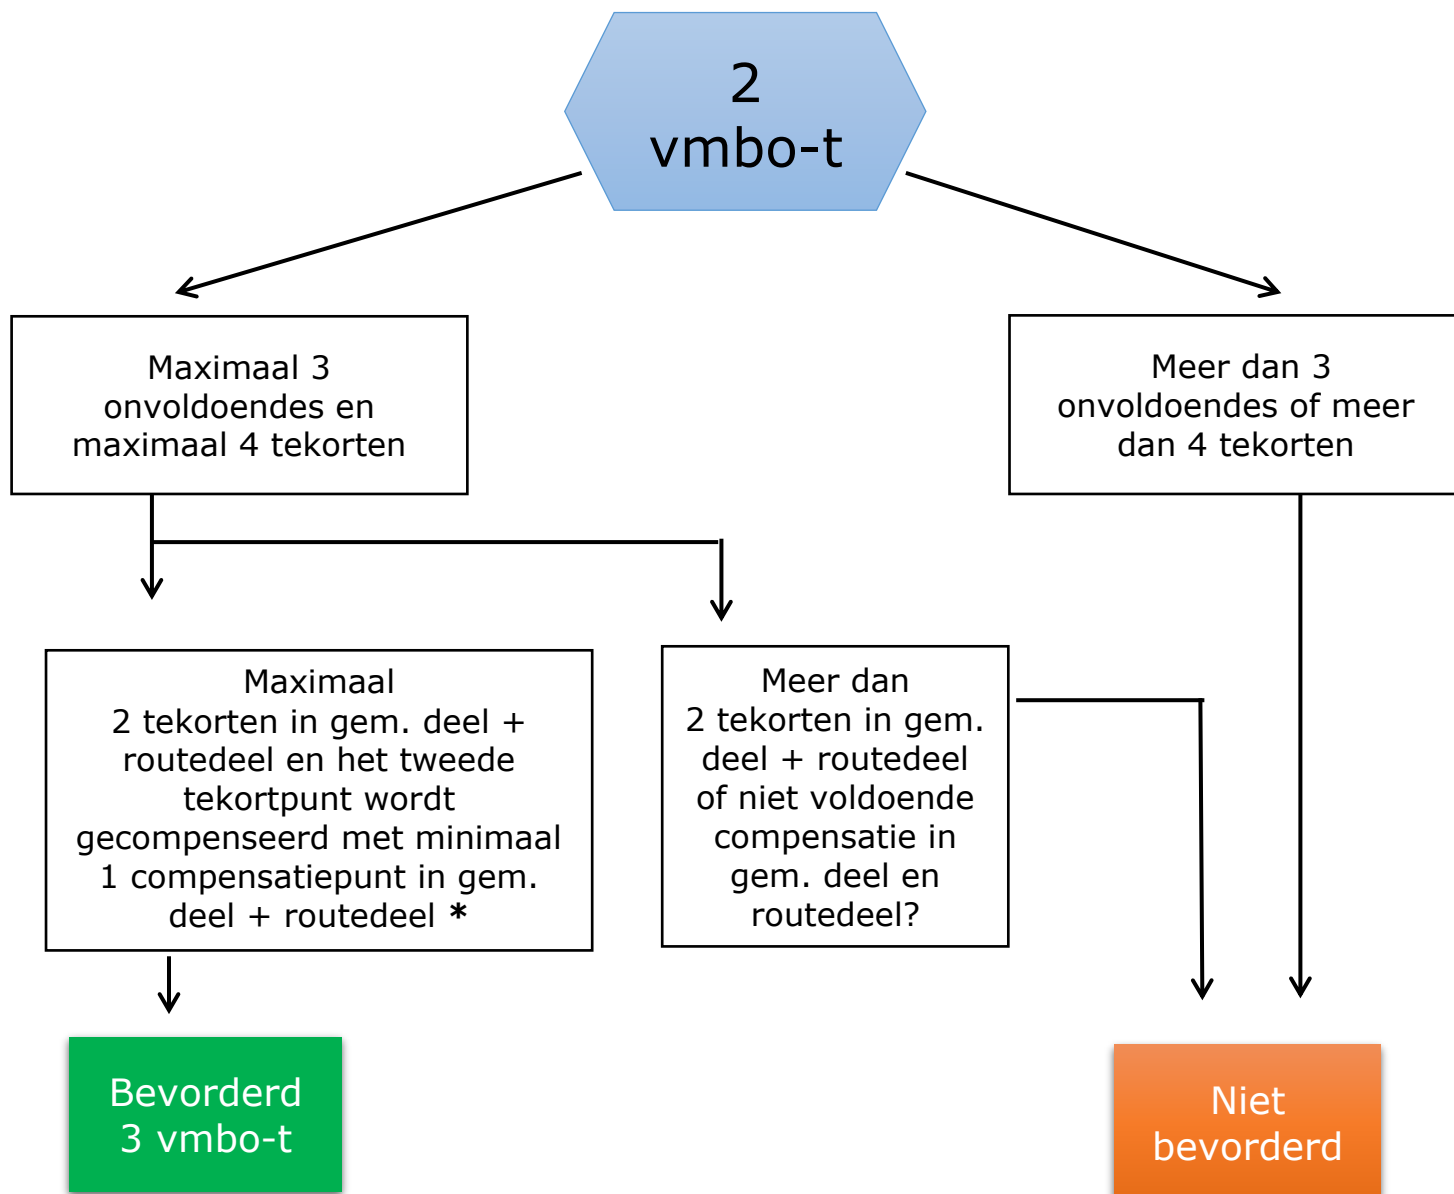 2
vmbo-t
Maximaal 3
onvoldoendes en
maximaal 4 tekorten
Meer dan 3
onvoldoendes of meer
dan 4 tekorten
Maximaal
2 tekorten in gem. deel +
routedeel en het tweede
tekortpunt wordt
gecompenseerd met minimaal
1 compensatiepunt in gem.
deel + routedeel *
Meer dan
2 tekorten in gem.
deel + routedeel
of niet voldoende
compensatie in
gem. deel en
routedeel?
Bevorderd
3 vmbo-t
Niet
bevorderd